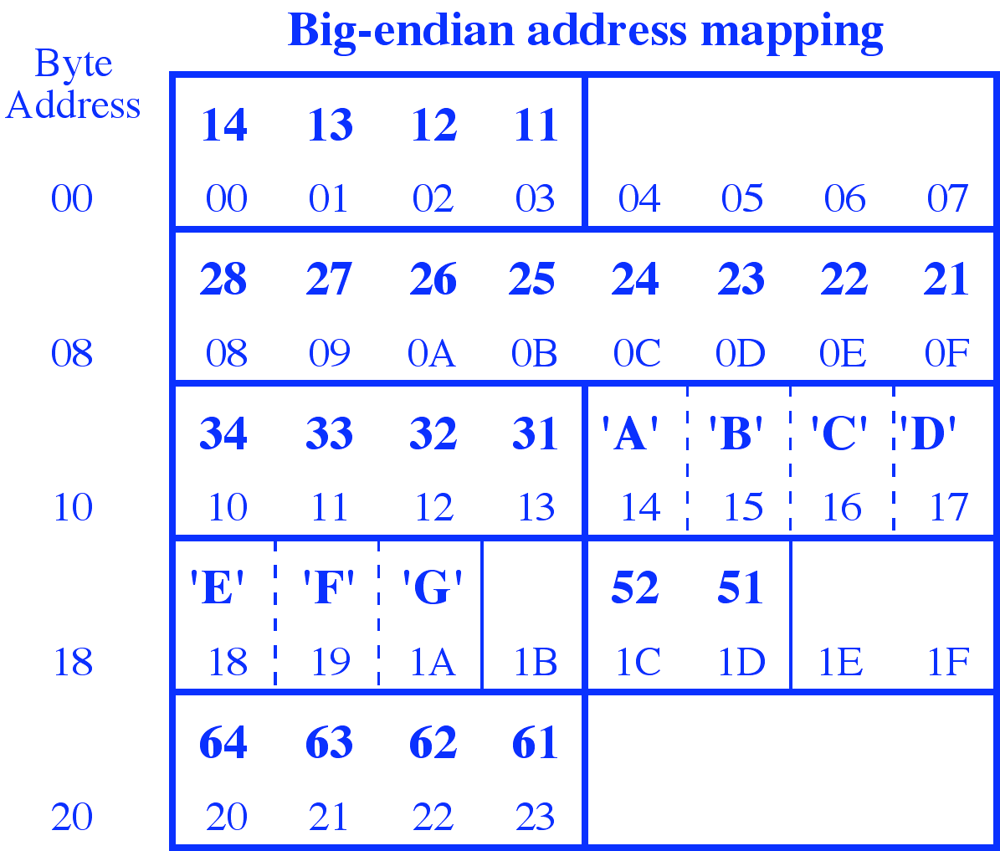 Big-endian address mapping
Byte
Address
14 13 12 11
00 00 01 02 03 04 05 06 07
28 27 26 25 24 23 22 21
08 08 09 0A 0B 0C 0D 0E 0F
34 33 32 31 'A' 'B' 'C' 'D'
10 10 11 12 13 14 15 16 17
'E' 'F' 'G' 52 51
18 18 19 1A 1B 1C 1D 1E 1F
64 63 62 61
20 20 21 22 23